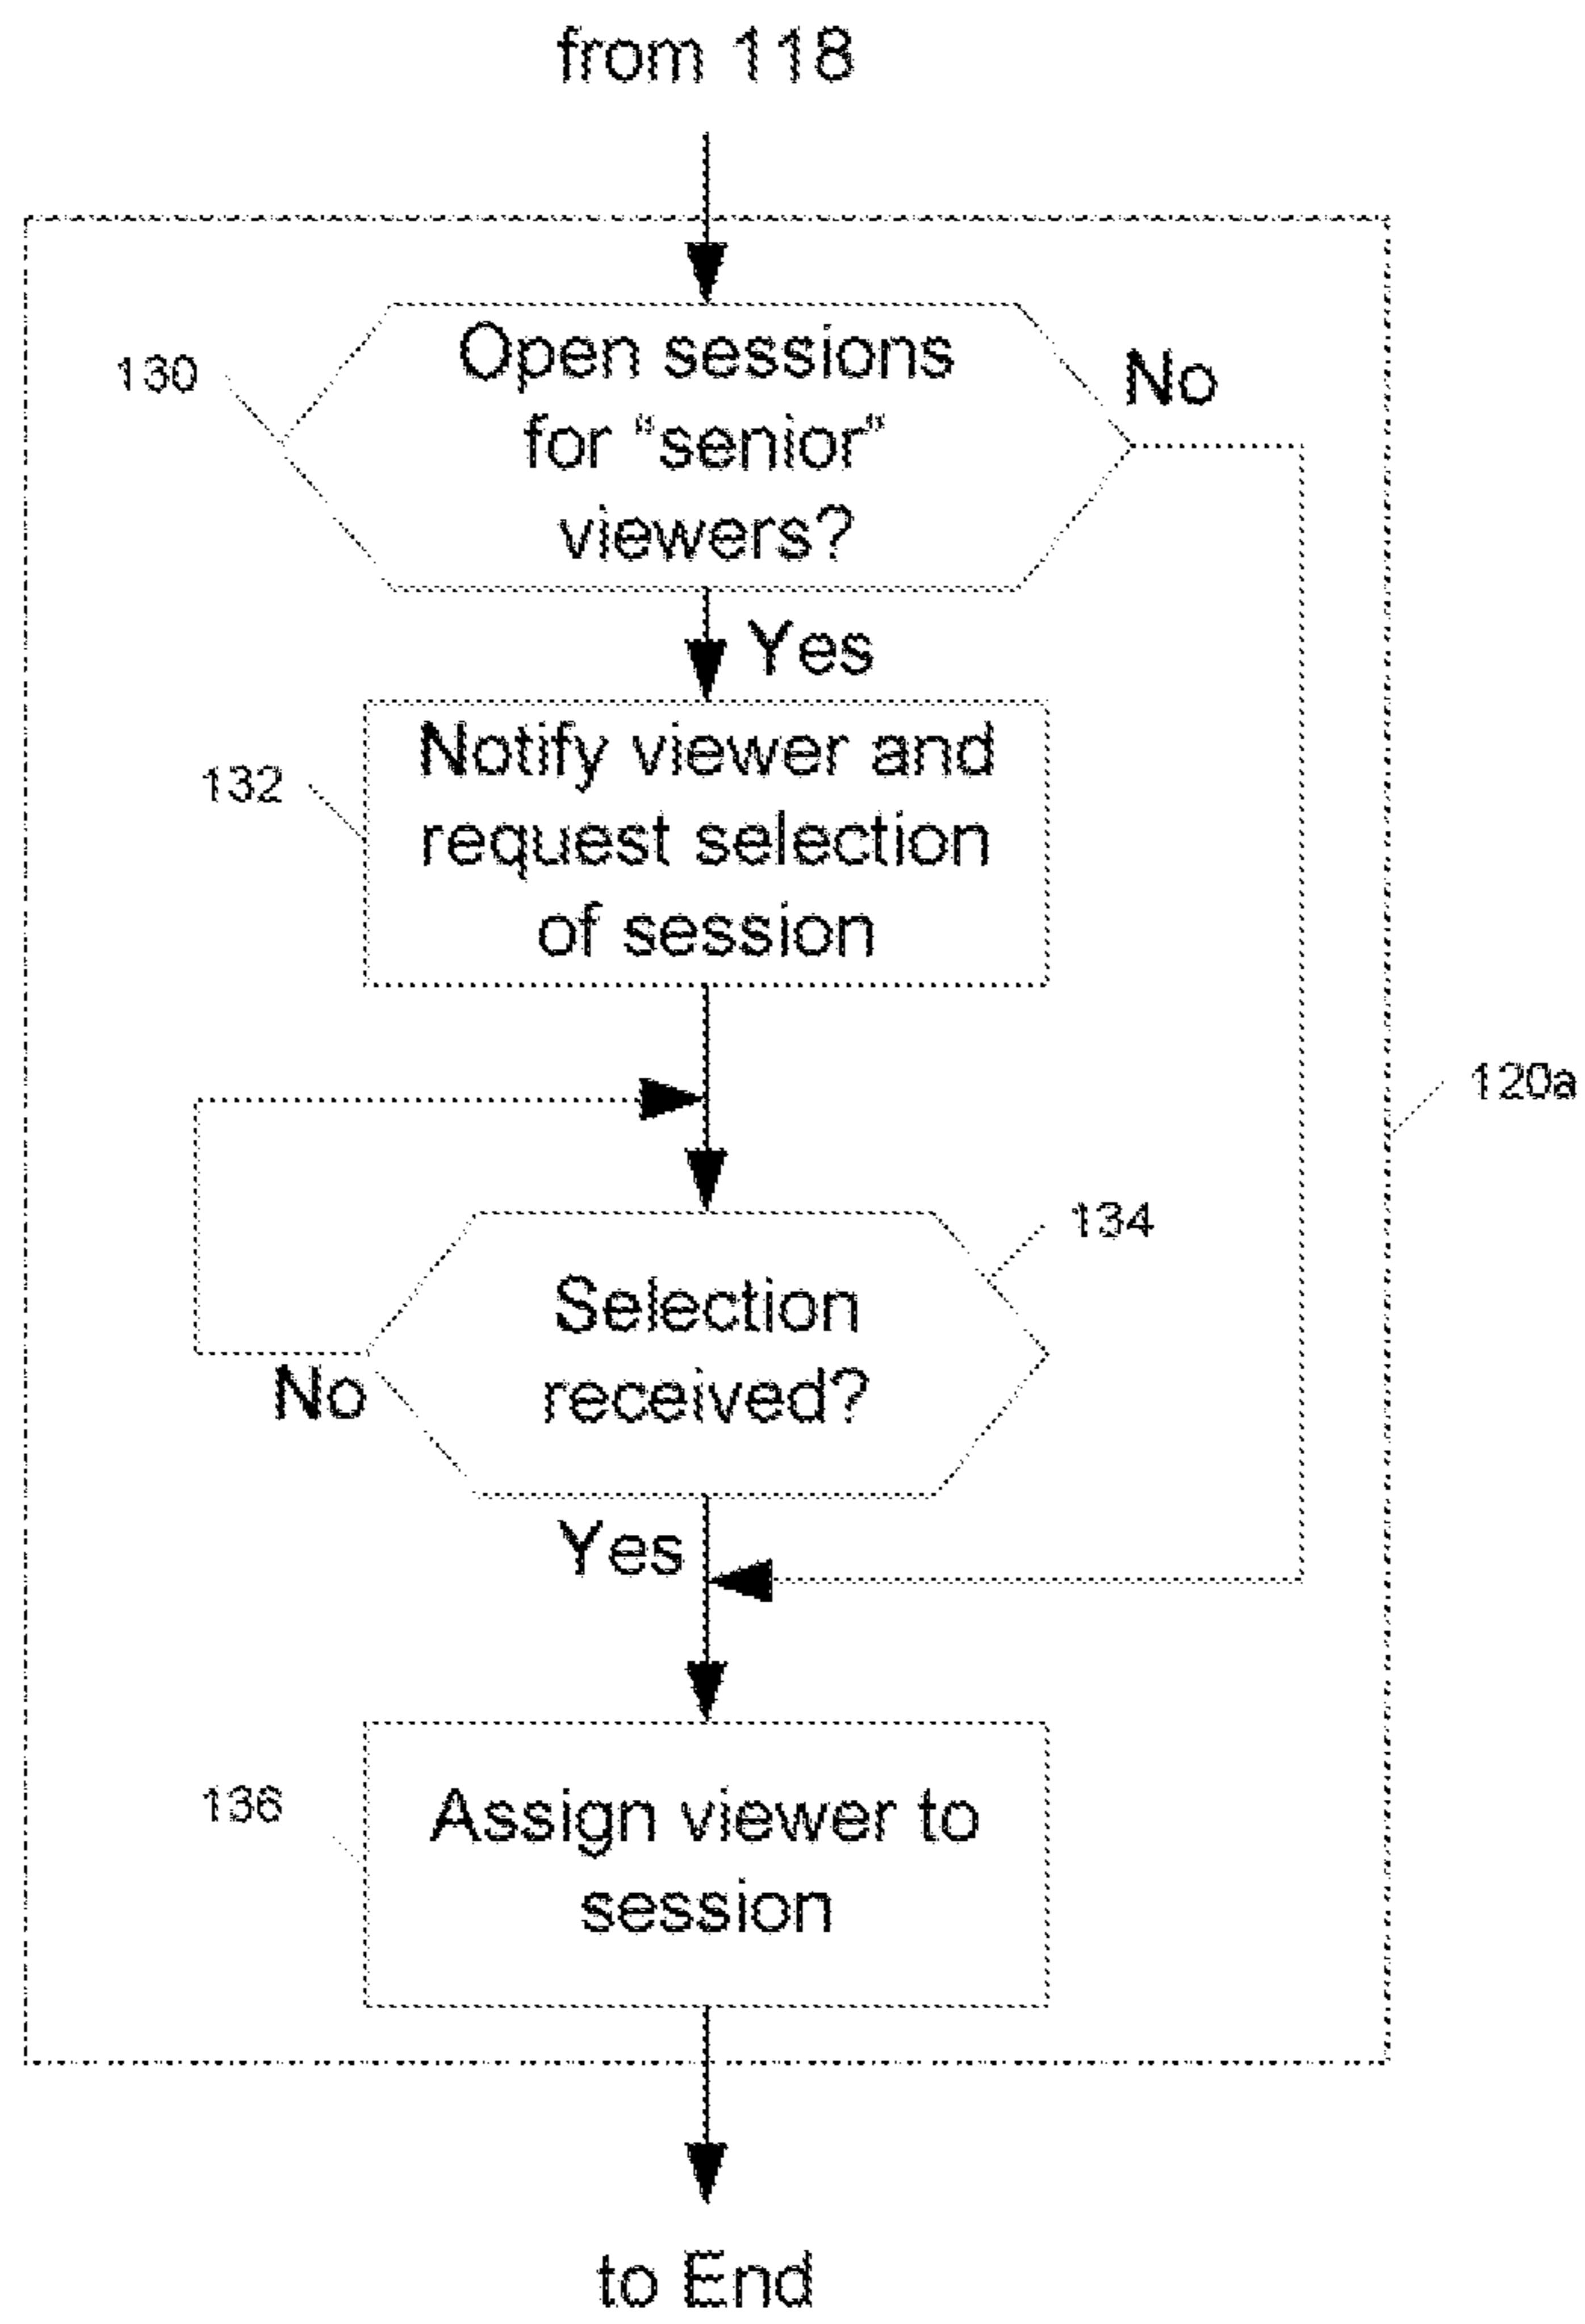 from 118
130
Open sessions
for “senior”
viewers?
No
Yes
132
Notify viewer and
request selection
of session
120a
134
Selection
received?
No
Yes
136
Assign viewer to
session
to End